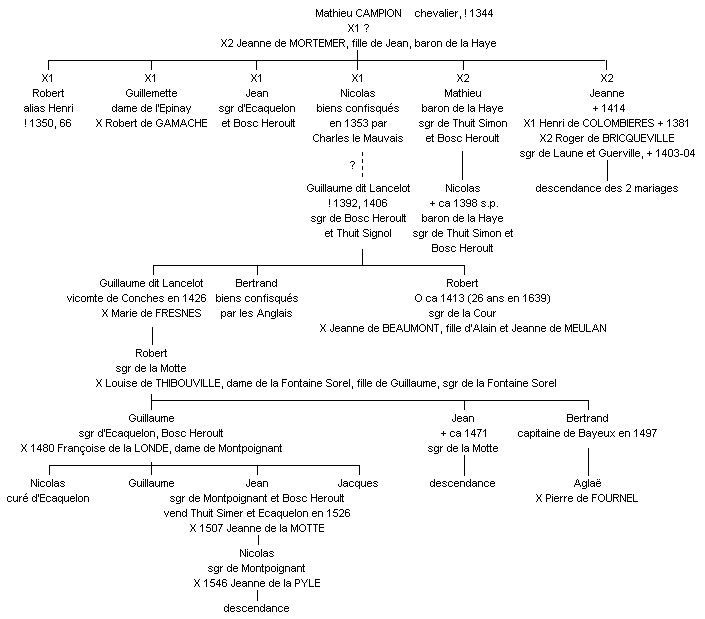 Mathieu CAMPION chevalier, ! 1344
X1 ?
X2 Jeanne de MORTEMER, fille de Jean, baron de la Haye
X1
Robert
alias Henri
! 1350, 66
X1
Guillemette
dame de l'Epinay
X Robert de GAMACHE
X1
Jean
sgr d'Ecaquelon
et Bosc Heroult
X1
Nicolas
biens confisqués
en 1353 par
Charles le Mauvais
X2
Mathieu
baron de la Haye
sgr de Thuit Simon
et Bosc Heroult
X2
Jeanne
+ 1414
X1 Henri de COLOMBIERES + 1381
X2 Roger de BRICQUEVILLE
sgr de Laune et Guerville, + 1403-04
?
Guillaume dit Lancelot
! 1392, 1406
sgr de Bosc Heroult
et Thuit Signol
Nicolas
+ ca 1398 s.p.
baron de la Haye
sgr de Thuit Simon et
Bosc Heroult
descendance des 2 mariages
Guillaume dit Lancelot
vicomte de Conches en 1426
X Marie de FRESNES
Bertrand
biens confisqués
par les Anglais
Robert
O ca 1413 (26 ans en 1639)
sgr de la Cour
X Jeanne de BEAUMONT, fille d'Alain et Jeanne de MEULAN
Robert
sgr de la Motte
X Louise de THIBOUVILLE, dame de la Fontaine Sorel, fille de Guillaume, sgr de la Fontaine Sorel
Guillaume
sgr d'Ecaquelon, Bosc Heroult
X 1480 Françoise de la LONDE, dame de Montpoignant
Jean
+ ca 1471
sgr de la Motte
Bertrand
capitaine de Bayeux en 1497
Nicolas
curé d'Ecaquelon
Guillaume
Jean
sgr de Montpoignant et Bosc Heroult
vend Thuit Simer et Ecaquelon en 1526
X 1507 Jeanne de la MOTTE
Jacques
descendance
Aglaë
X Pierre de FOURNEL
Nicolas
sgr de Montpoignant
X 1546 Jeanne de la PYLE
descendance